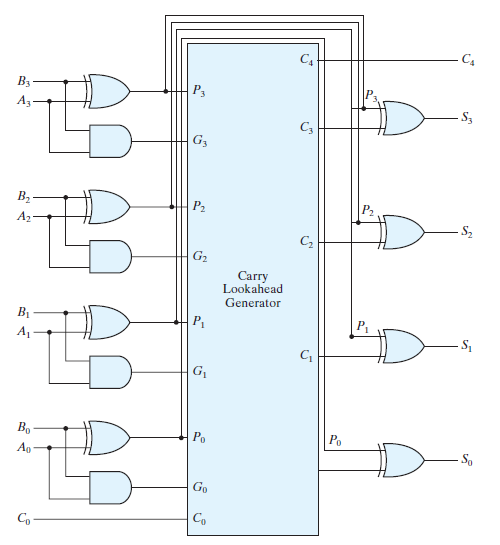 C₄
C₄
B₃
A₃
P₃
P₃
G₃
C₃
S₃
B₂
A₂
P₂
P₂
G₂
C₂
S₂
Carry
Lookahead
Generator
B₁
A₁
P₁
P₁
G₁
C₁
S₁
B₀
A₀
P₀
P₀
G₀
S₀
C₀
C₀